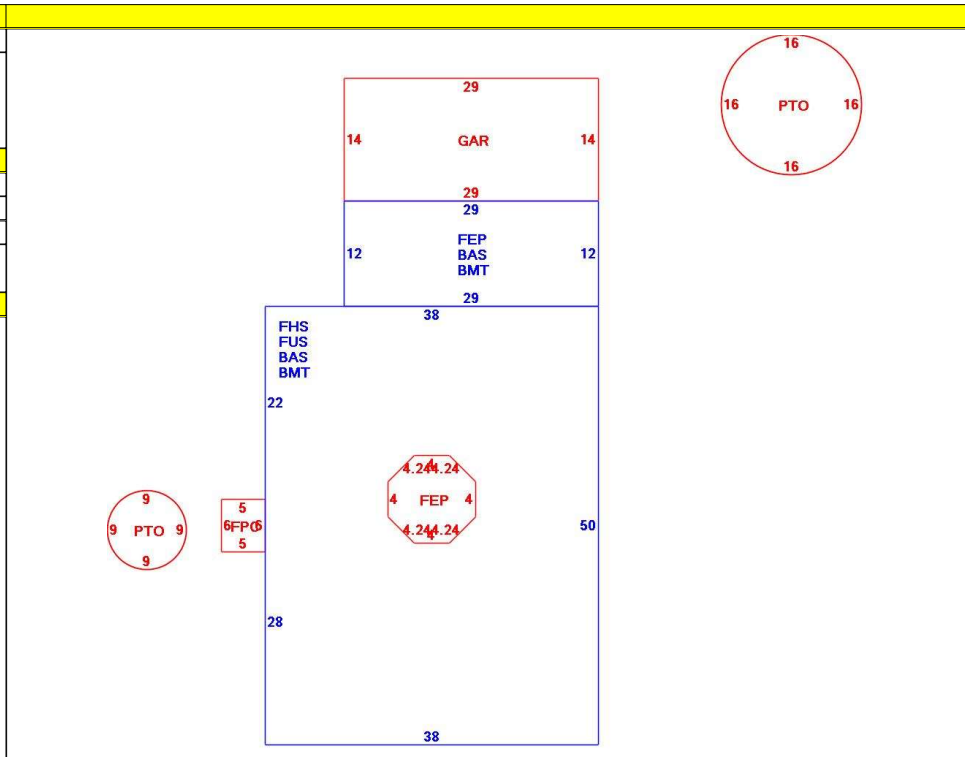 16
16 PTO 16
16
29
14 GAR 14
29
29
FEP
12 BAS 12
BMT
29
38
FHS
FUS
BAS
BMT
22
4
4.24 4.24
4 FEP 4
4.24 4.24
4
9
9 PTO 9
9
5
6 FPO 6
5
50
28
38